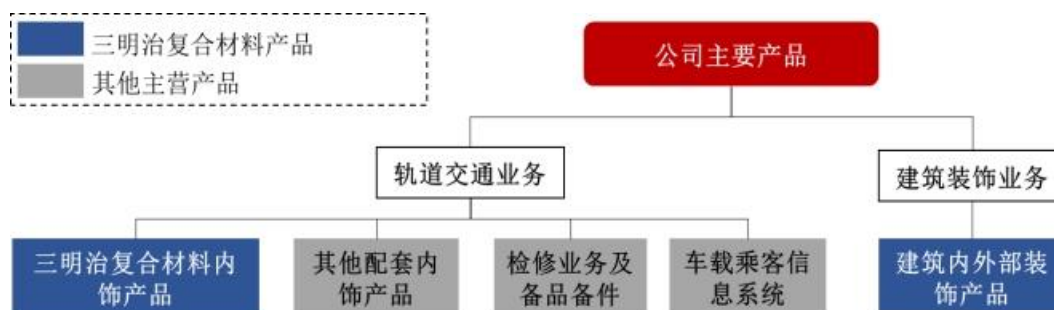 三明治复合材料产品
其他主营产品
公司主要产品
轨道交通业务
建筑装饰业务
三明治复合材料内
饰产品
其他配套内
饰产品
检修业务及
备品备件
车载乘客信
息系统
建筑内外部装
饰产品